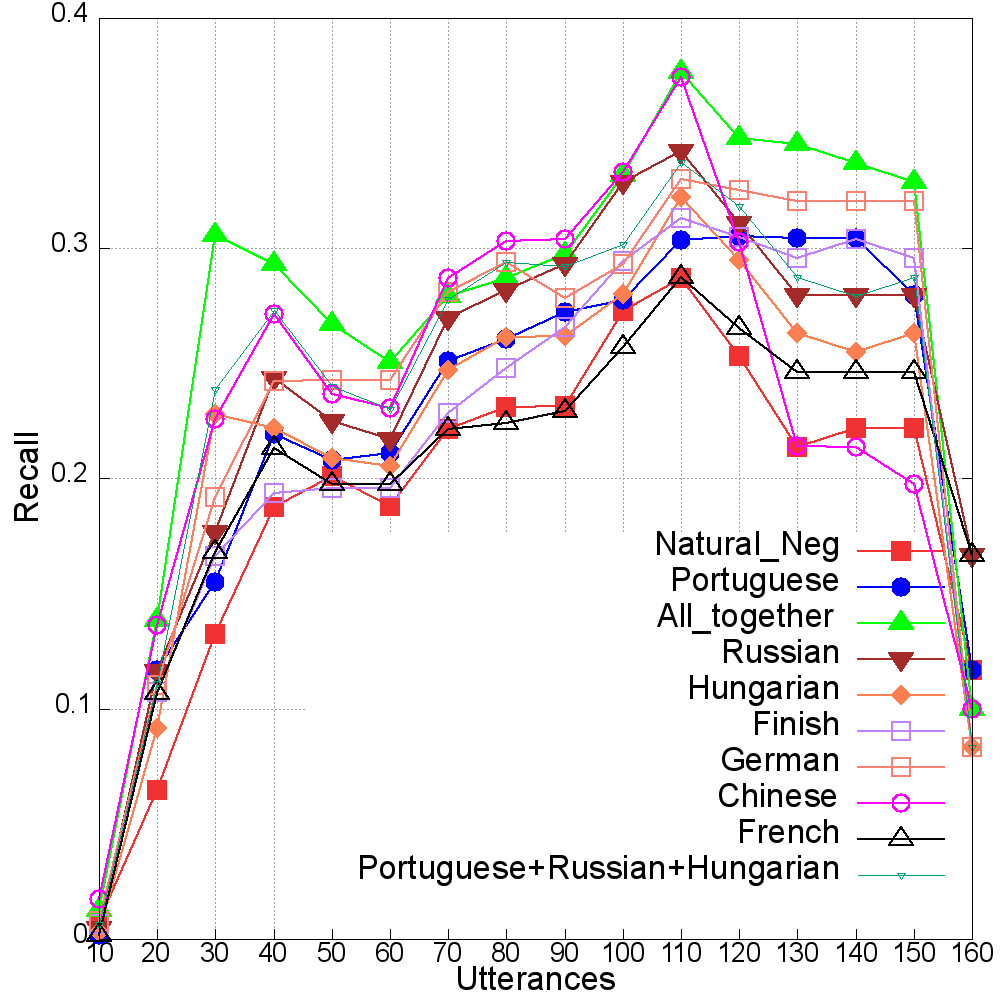 0.4
0.3
0.2
0.1
0
Recall
10 20 30 40 50 60 70 80 90 100 110 120 130 140 150 160
Utterances
Natural_Neg
Portuguese
All_together
Russian
Hungarian
Finish
German
Chinese
French
Portuguese+Russian+Hungarian